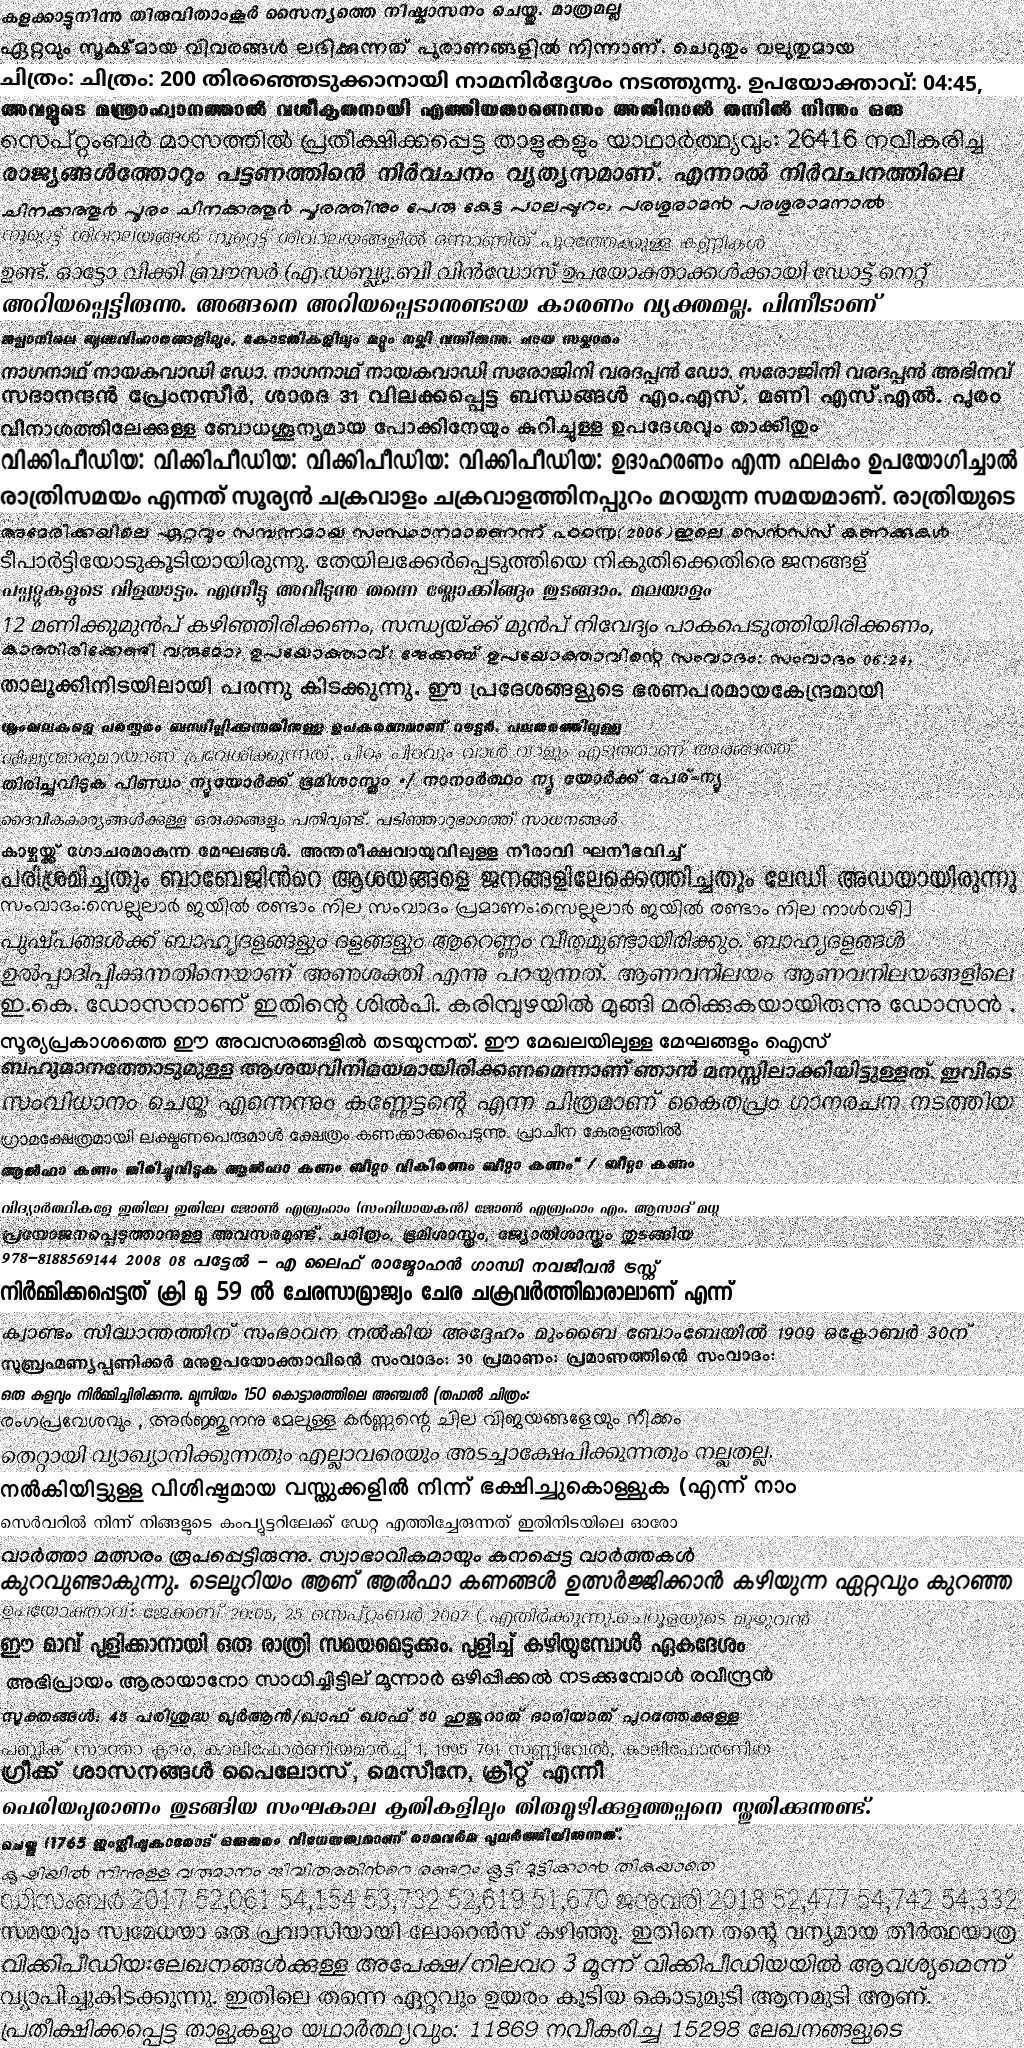 കളക്കാട്ടുനിന്നു തിരുവിതാംകൂർ സൈന്യത്തെ നിഷ്കാസനം ചെയ്തു. മാത്രമല്ല
ഏറ്റവും സൂക്ഷ്മമായ വിവരങ്ങൾ ലഭിക്കുന്നത് പുരാണങ്ങളിൽ നിന്നാണ്. ചെറുതും വലുതുമായ
ചിത്രം: ചിത്രം: 200 തിരഞ്ഞെടുക്കാനായി നാമനിർദ്ദേശം നടത്തുന്നു. ഉപയോക്താവ്: 04:45,
അവളുടെ മന്ത്രാഹ്വാനത്താൽ വശീകൃതനായി എത്തിയതാണെന്നും അതിനാൽ തന്നിൽ നിന്നും ഒരു
സെപ്റ്റംബർ മാസത്തിൽ പ്രതീക്ഷിക്കപ്പെട്ട താളുകളും യാഥാർത്ഥ്യവും: 26416 നവീകരിച്ച
രാജ്യങ്ങൾത്തോറും പട്ടണത്തിന്റെ നിർവചനം വ്യത്യസമാണ്. എന്നാൽ നിർവചനത്തിലെ
ചിനക്കത്തൂർ പൂരം ചിനക്കത്തൂർ പൂരത്തിനും പേരു കേട്ട പാലപ്പുറം, പരശുരാമൻ പരശുരാമനാൽ
നൂറ്റെട്ട് ശിവാലയങ്ങൾ നൂറ്റെട്ട് ശിവാലയങ്ങളിൽ ഒന്നാണിത് പുറത്തേക്കുള്ള കണ്ണികൾ
ഉണ്ട്. ഓട്ടോ വിക്കി ബ്രൗസർ (എ.ഡബ്ല്യു.ബി വിൻഡോസ് ഉപയോക്താക്കൾക്കായി ഡോട്ട് നെറ്റ്
അറിയപ്പെട്ടിരുന്നു. അങ്ങനെ അറിയപ്പെടാനുണ്ടായ കാരണം വ്യക്തമല്ല. പിന്നീടാണ്
ജപ്പാനിലെ ബുദ്ധവിഹാരങ്ങളിലും, കോടതികളിലും മറ്റും നല്കി വന്നിരുന്നു.
നാഗനാഥ് നായകവാഡി ഡോ. നാഗനാഥ് നായകവാഡി സരോജിനി വരദപ്പൻ ഡോ. സരോജിനി വരദപ്പൻ അഭിനവ്
സദാനന്ദൻ പ്രേംനസീർ, ശാരദ 31 വിലക്കപ്പെട്ട ബന്ധങ്ങൾ എം.എസ്. മണി എസ്.എൽ. പൂരം
വിനാശത്തിലേക്കുള്ള ബോധശൂന്യമായ പോക്കിനേയും കുറിച്ചുള്ള ഉപദേശവും താക്കീതും
വിക്കിപീഡിയ: വിക്കിപീഡിയ: വിക്കിപീഡിയ: വിക്കിപീഡിയ: ഉദാഹരണം എന്ന ഫലകം ഉപയോഗിച്ചാൽ
രാത്രിസമയം എന്നത് സൂര്യൻ ചക്രവാളം ചക്രവാളത്തിനപ്പുറം മറയുന്ന സമയമാണ്. രാത്രിയുടെ
അമേരിക്കയിലെ ഏറ്റവും സമ്പന്നമായ സംസ്ഥാനമാണെന്ന് പഠനം(2006)ഇലെ സെൻസസ് കണക്കുകൾ
ടീപാർട്ടിയോടുകൂടിയായിരുന്നു. തേയിലക്കേർപ്പെടുത്തിയ നികുതിക്കെതിരെ ജനങ്ങള്
പപ്പറ്റുകളുടെ വിളയാട്ടം. എന്നിട്ടു അവിടുന്നു തന്നെ ബ്ലോക്കിങ്ങും തുടങ്ങാം. മലയാളം
12 മണിക്കുമുൻപ് കഴിഞ്ഞിരിക്കണം, സന്ധ്യയ്ക്ക് മുൻപ് നിവേദ്യം പാകപെടുത്തിയിരിക്കണം,
കാത്തിരിക്കേണ്ടി വരുമോ? ഉപയോക്താവ്: ജേക്കബ് ഉപയോക്താവിന്റെ സംവാദം: സംവാദം 06:24,
താലൂക്കിനിടയിലായി പരന്നു കിടക്കുന്നു. ഈ പ്രദേശങ്ങളുടെ ഭരണപരമായകേന്ദ്രമായി
ശൃംഖലകളെ പരസ്പരം ബന്ധിപ്പിക്കുന്നതിനുള്ള ഉപകരണമാണ് റൗട്ടർ. പലതരത്തിലുള്ള
ശിഷ്യന്മാരുമായാണ് പ്രവേശിക്കുന്നത്. പീഠം പീഠവും വാൾ വാളും എടുത്താണ് അരങ്ങേത്ത്
തിരിച്ചുവിടുക പിണ്ഡം ന്യൂയോർക്ക് ഭൂമിശാസ്ത്രം •/ നാനാർത്ഥം ന്യൂ യോർക്ക് പേര്-ന്യൂ
ദൈവികകാര്യങ്ങൾക്കുള്ള ഒരുക്കങ്ങളും പതിവുണ്ട്. പടിഞ്ഞാറുഭാഗത്ത് സാധനങ്ങൾ
കാഴ്ചയ്ക്ക് ഗോചരമാകുന്ന മേഘങ്ങൾ. അന്തരീക്ഷവായുവിലുള്ള നീരാവി ഘനീഭവിച്ച്
പരിശ്രമിച്ചതും ബാബേജിൻറെ ആശയങ്ങളെ ജനങ്ങളിലേക്കെത്തിച്ചതും ലേഡി അഡയായിരുന്നു
സംവാദം:സെല്ലുലാർ ജയിൽ രണ്ടാം നില സംവാദം പ്രമാണം:സെല്ലുലാർ ജയിൽ രണ്ടാം നില നാൾവഴി]
പുഷ്പങ്ങൾക്ക് ബാഹ്യദളങ്ങളും ദളങ്ങളും ആറെണ്ണം വീതമുണ്ടായിരിക്കും. ബാഹ്യദളങ്ങൾ
ഉൽപ്പാദിപ്പിക്കുന്നതിനെയാണ് അണുശക്തി എന്നു പറയുന്നത്. ആണവനിലയം ആണവനിലയങ്ങളിലെ
ഇ.കെ. ഡോസനാണ് ഇതിന്റെ ശിൽപി. കരിമ്പുഴയിൽ മുങ്ങി മരിക്കുകയായിരുന്നു ഡോസൻ .
സൂര്യപ്രകാശത്തെ ഈ അവസരങ്ങളിൽ തടയുന്നത്. ഈ മേഖലയിലുള്ള മേഘങ്ങളും ഐസ്
ബഹുമാനത്തോടുമുള്ള ആശയവിനിമയമായിരിക്കണമെന്നാണ് ഞാൻ മനസ്സിലാക്കിയിട്ടുള്ളത്. ഇവിടെ
സംവിധാനം ചെയ്ത എന്നെന്നും കണ്ണേട്ടന്റെ എന്ന ചിത്രമാണ് കൈതപ്രം ഗാനരചന നടത്തിയ
ഗ്രാമക്ഷേത്രമായി ലക്ഷ്മണപെരുമാൾ ക്ഷേത്രം കണക്കാക്കപെടുന്നു. പ്രാചീന കേരളത്തിൽ
ആൽഫാ കണം തിരിച്ചുവിടുക ആൽഫാ കണം ബീറ്റാ വികിരണം ബീറ്റാ കണം" / ബീറ്റാ കണം
വിദ്യാർത്ഥികളേ ഇതിലേ ഇതിലേ ജോൺ എബ്രഹാം (സംവിധായകൻ) ജോൺ എബ്രഹാം എം. ആസാദ് മധു
പ്രയോജനപ്പെടുത്താനുള്ള അവസരമുണ്ട്. ചരിത്രം, ഭൂമിശാസ്ത്രം, ജ്യോതിശാസ്ത്രം തുടങ്ങിയ
978-8188569144 2008 08 പട്ടേൽ - എ ലൈഫ് രാജ്മോഹൻ ഗാന്ധി നവജീവൻ ട്രസ്റ്റ്
നിർമ്മിക്കപ്പെട്ടത് ക്രി മു 59 ൽ ചേരസാമ്രാജ്യം ചേര ചക്രവർത്തിമാരാലാണ് എന്ന്
ക്വാണ്ടം സിദ്ധാന്തത്തിന് സംഭാവന നൽകിയ അദ്ദേഹം മുംബൈ ബോംബേയിൽ 1909 ഒക്ടോബർ 30ന്
സുബ്രഹ്മണ്യപ്പണിക്കർ മനുഉപയോക്താവിന്റെ സംവാദം: 30 പ്രമാണം: പ്രമാണത്തിന്റെ സംവാദം:
ഒരു കളവും നിർമ്മിച്ചിരിക്കുന്നു. മ്യൂസിയം 150 കൊട്ടാരത്തിലെ അഞ്ചൽ (തപാൽ ചിത്രം:
രംഗപ്രവേശവും , അർജ്ജുനനു മേലുള്ള കർണ്ണന്റെ ചില വിജയങ്ങളേയും നീക്കം
തെറ്റായി വ്യാഖ്യാനിക്കുന്നതും എല്ലാവരെയും അടച്ചാക്ഷേപിക്കുന്നതും നല്ലതല്ല.
നൽകിയിട്ടുള്ള വിശിഷ്ടമായ വസ്തുക്കളിൽ നിന്ന് ഭക്ഷിച്ചുകൊള്ളുക (എന്ന് നാം
സെർവറിൽ നിന്ന് നിങ്ങളുടെ കംപ്യൂട്ടറിലേക്ക് ഡേറ്റ എത്തിച്ചേരുന്നത് ഇതിനിടയിലെ ഓരോ
വാർത്താ മത്സരം രൂപപ്പെട്ടിരുന്നു. സ്വാഭാവികമായും കനപ്പെട്ട വാർത്തകൾ
കുറവുണ്ടാകുന്നു. ടെലൂറിയം ആണ് ആൽഫാ കണങ്ങൾ ഉത്സർജ്ജിക്കാൻ കഴിയുന്ന ഏറ്റവും കുറഞ്ഞ
ഉപയോക്താവ്: ജേക്കബ് 20:05, 25 സെപ്റ്റംബർ 2007 (.എതിർക്കുന്നു.ചെറൂളയുടെ മുഴുവൻ
ഈ മാവ് പുളിക്കാനായി ഒരു രാത്രി സമയമെടുക്കും. പുളിച്ച് കഴിയുമ്പോൾ ഏകദേശം
അഭിപ്രായം ആരായാനോ സാധിച്ചിട്ടില് മൂന്നാർ ഒഴിപ്പിക്കൽ നടക്കുമ്പോൾ രവീന്ദ്രൻ
സൂക്തങ്ങൾ: 45 പരിശുദ്ധ ഖുർആൻ/ഖാഫ് ഖാഫ് 50 ഹുജുറാത് ദാരിയാത് പുറത്തേക്കുള്ള
പബ്ലിക് സാന്താ ക്ലാര, കാലിഫോർണിയമാർച്ച് 1, 1995 701 സണ്ണിവേൽ, കാലിഫോർണിയ
ഗ്രീക്ക് ശാസനങ്ങൾ പൈലോസ്, മെസീനേ, ക്രീറ്റ് എന്നീ
പെരിയപുരാണം തുടങ്ങിയ സംഘകാല കൃതികളിലും തിരുമൂഴിക്കുളത്തപ്പനെ സ്തുതിക്കുന്നുണ്ട്.
ചെയ്തു (1765 ഇംഗ്ലീഷുകാരോട് ഒരുതരം വിധേയത്വമാണ് രാമവർമ പുലർത്തിയിരുന്നത്.
കൃഷിയിൽ നിന്നുള്ള വരുമാനം ജീവിതത്തിൻറെ രണ്ടറ്റം കൂട്ടി മുട്ടിക്കാൻ തികയാതെ
ഡിസംബർ 2017 52,061 54,154 53,732 52,619 51,670 ജനുവരി 2018 52,477 54,742 54,332
സമയവും സ്വമേധയാ ഒരു പ്രവാസിയായി ലോറെൻസ് കഴിഞ്ഞു. ഇതിനെ തന്റെ വന്യമായ തീർത്ഥയാത്ര
വിക്കിപീഡിയ:ലേഖനങ്ങൾക്കുള്ള അപേക്ഷ/നിലവറ 3 മൂന്ന് വിക്കിപീഡിയയിൽ ആവശ്യമെന്ന്
വ്യാപിച്ചുകിടക്കുന്നു. ഇതിലെ തന്നെ ഏറ്റവും ഉയരം കൂടിയ കൊടുമുടി ആനമുടി ആണ്.
പ്രതീക്ഷിക്കപ്പെട്ട താളുകളും യഥാർത്ഥ്യവും: 11869 നവീകരിച്ച 15298 ലേഖനങ്ങളുടെ